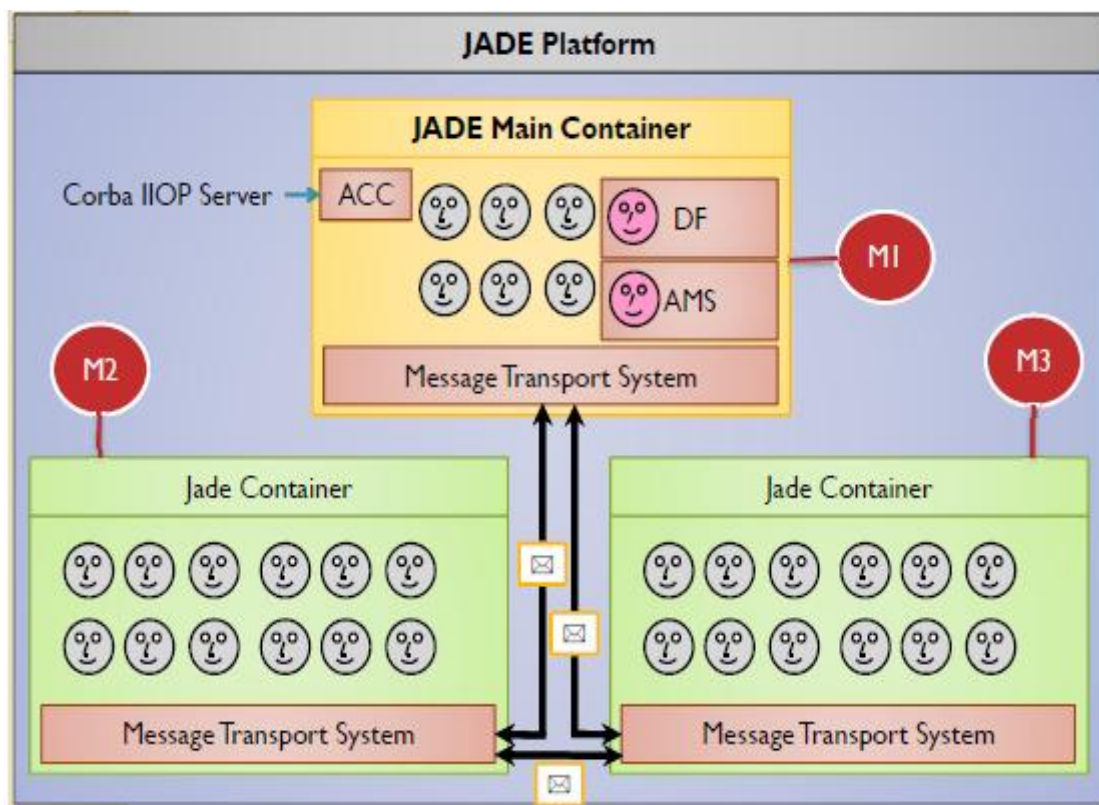 JADE Platform
JADE Main Container
Corba IIOP Server
ACC
DF
M1
AMS
M2
Message Transport System
M3
Jade Container
Jade Container
Message Transport System
Message Transport System